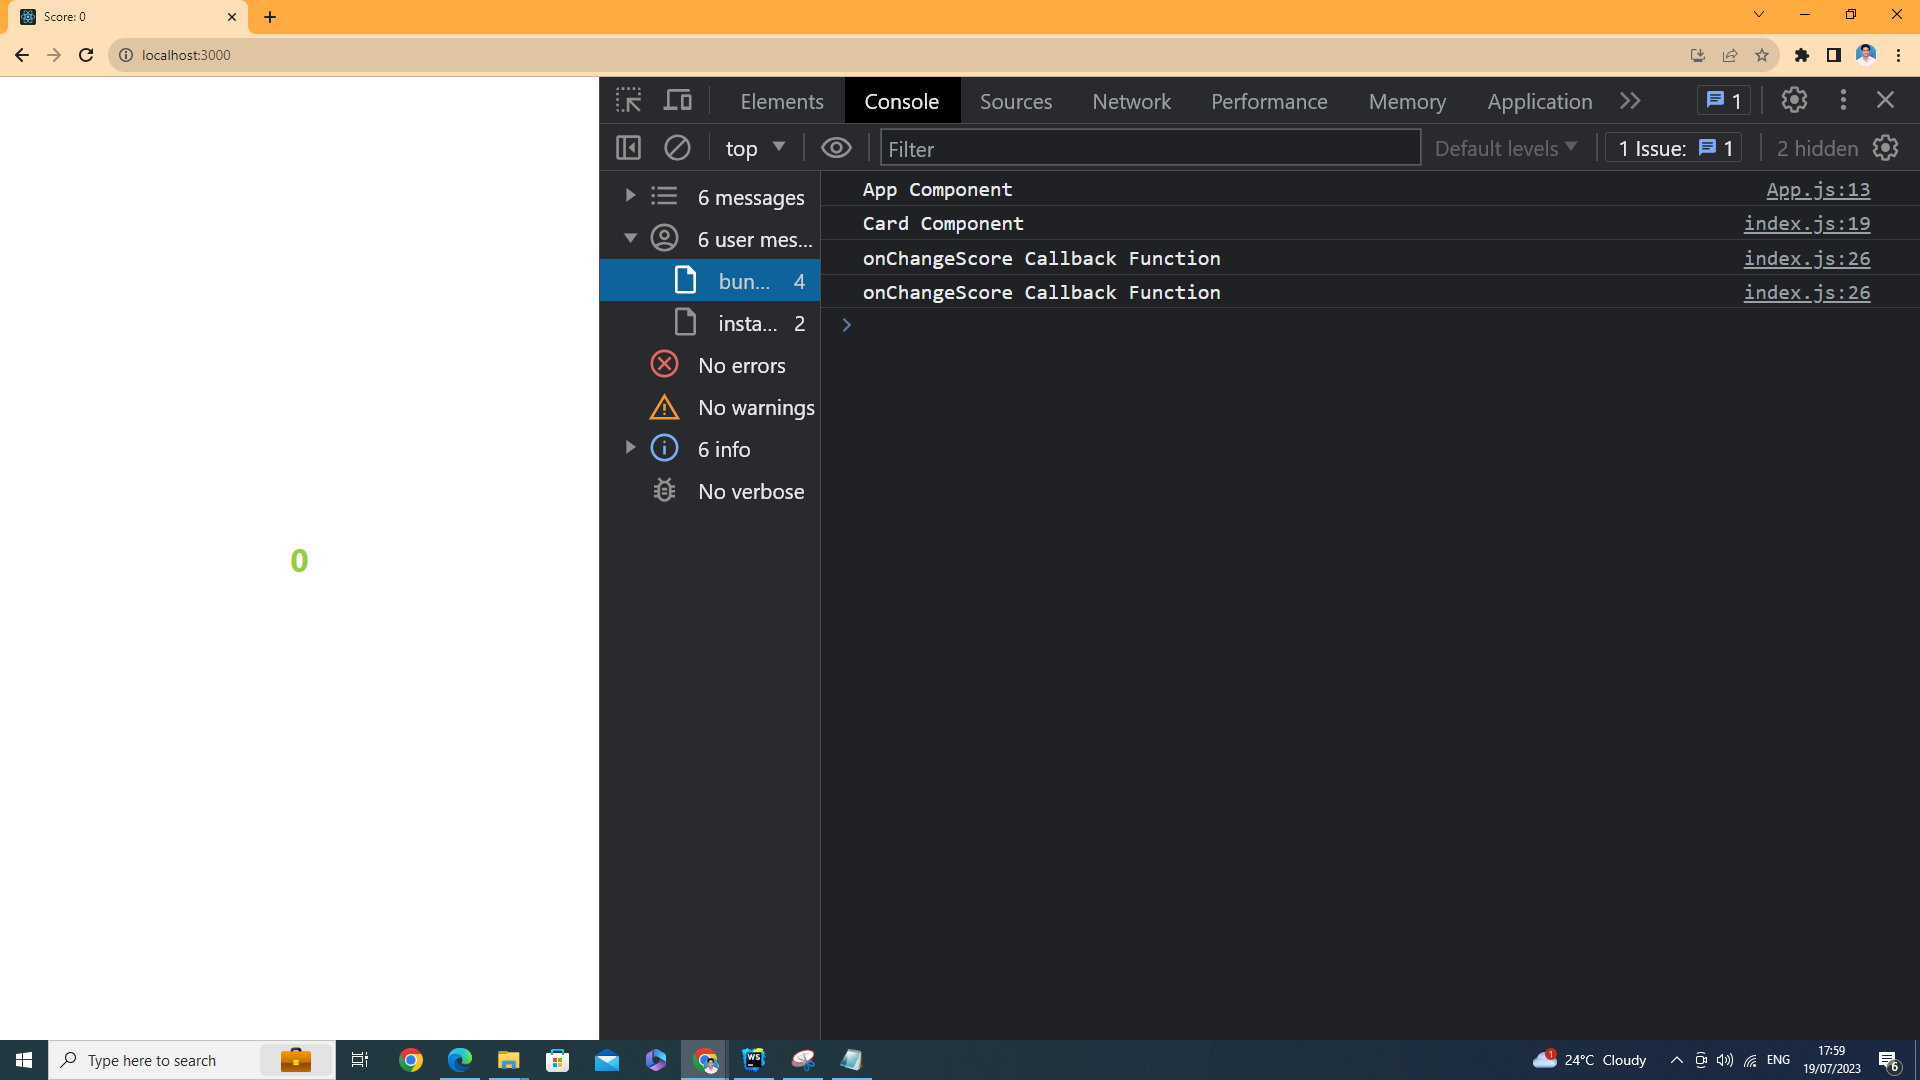 Score: 0
localhost:3000
Elements Console Sources Network Performance Memory Application 1
top Filter Default levels 1 Issue: 1 2 hidden
6 messages
6 user mes...
bun... 4
insta... 2
No errors
No warnings
6 info
No verbose
App Component App.js:13
Card Component index.js:19
onChangeScore Callback Function index.js:26
onChangeScore Callback Function index.js:26
0
Type here to search
WS
1
24°C Cloudy
ENG
17:59
19/07/2023
6